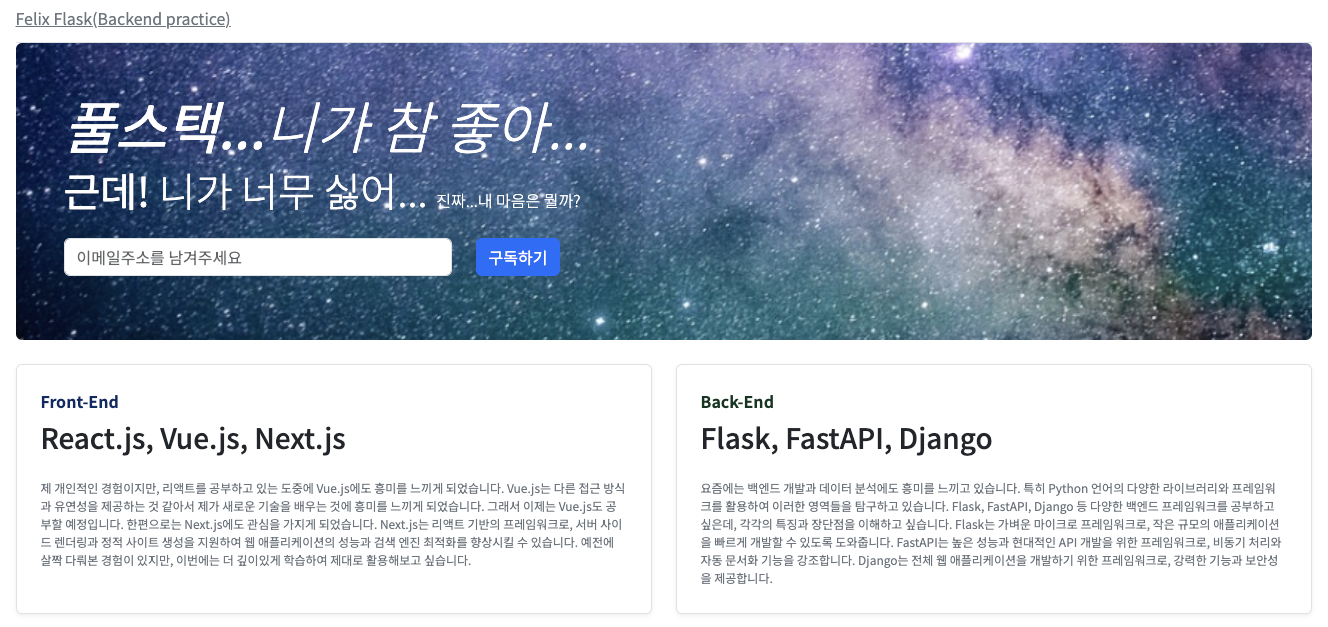 Felix Flask(Backend practice)
풀스택...니가 참 좋아...
근데! 니가 너무 싫어... 진짜...내 마음은 뭘까?
이메일주소를 남겨주세요 구독하기
Front-End
React.js, Vue.js, Next.js
제 개인적인 경험이지만, 리액트를 공부하고 있는 도중에 Vue.js에도 흥미를 느끼게 되었습니다. Vue.js는 다른 접근 방식
과 유연성을 제공하는 것 같아서 제가 새로운 기술을 배우는 것에 흥미를 느끼게 되었습니다. 그래서 이제는 Vue.js도 공
부할 예정입니다. 한편으로는 Next.js에도 관심을 가지게 되었습니다. Next.js는 리액트 기반의 프레임워크로, 서버 사이
드 렌더링과 정적 사이트 생성을 지원하여 웹 애플리케이션의 성능과 검색 엔진 최적화를 향상시킬 수 있습니다. 예전에
살짝 다뤄본 경험이 있지만, 이번에는 더 깊이있게 학습하여 제대로 활용해보고 싶습니다.
Back-End
Flask, FastAPI, Django
요즘에는 백엔드 개발과 데이터 분석에도 흥미를 느끼고 있습니다. 특히 Python 언어의 다양한 라이브러리와 프레임워
크를 활용하여 이러한 영역들을 탐구하고 있습니다. Flask, FastAPI, Django 등 다양한 백엔드 프레임워크를 공부하고
싶은데, 각각의 특징과 장단점을 이해하고 싶습니다. Flask는 가벼운 마이크로 프레임워크로, 작은 규모의 애플리케이션
을 빠르게 개발할 수 있도록 도와줍니다. FastAPI는 높은 성능과 현대적인 API 개발을 위한 프레임워크로, 비동기 처리와
자동 문서화 기능을 강조합니다. Django는 전체 웹 애플리케이션을 개발하기 위한 프레임워크로, 강력한 기능과 보안성
을 제공합니다.